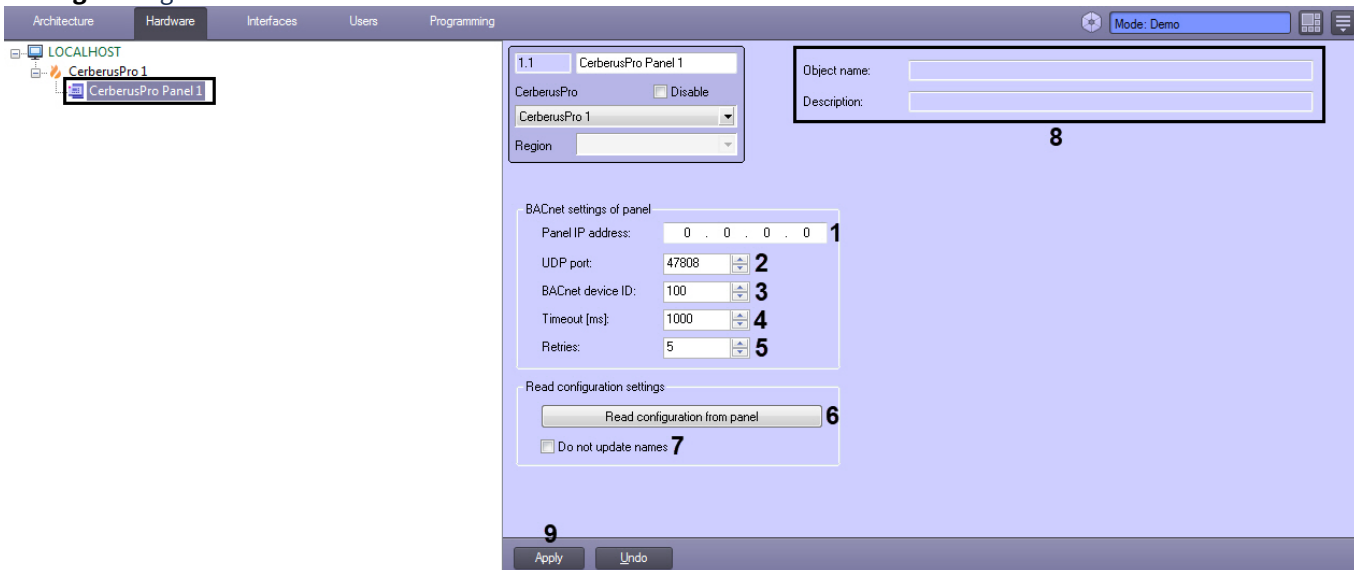 Architecture Hardware Interfaces Users Programming Mode: Demo
LOCALHOST
CerberusPro 1
CerberusPro Panel 1
1.1 CerberusPro Panel 1
CerberusPro Disable
CerberusPro 1
Region
Object name:
Description:
8
BACnet settings of panel
Panel IP address: 0 . 0 . 0 . 0 1
UDP port: 47808 2
BACnet device ID: 100 3
Timeout [ms]: 1000 4
Retries: 5 5
Read configuration settings
Read configuration from panel 6
Do not update names 7
9
Apply Undo